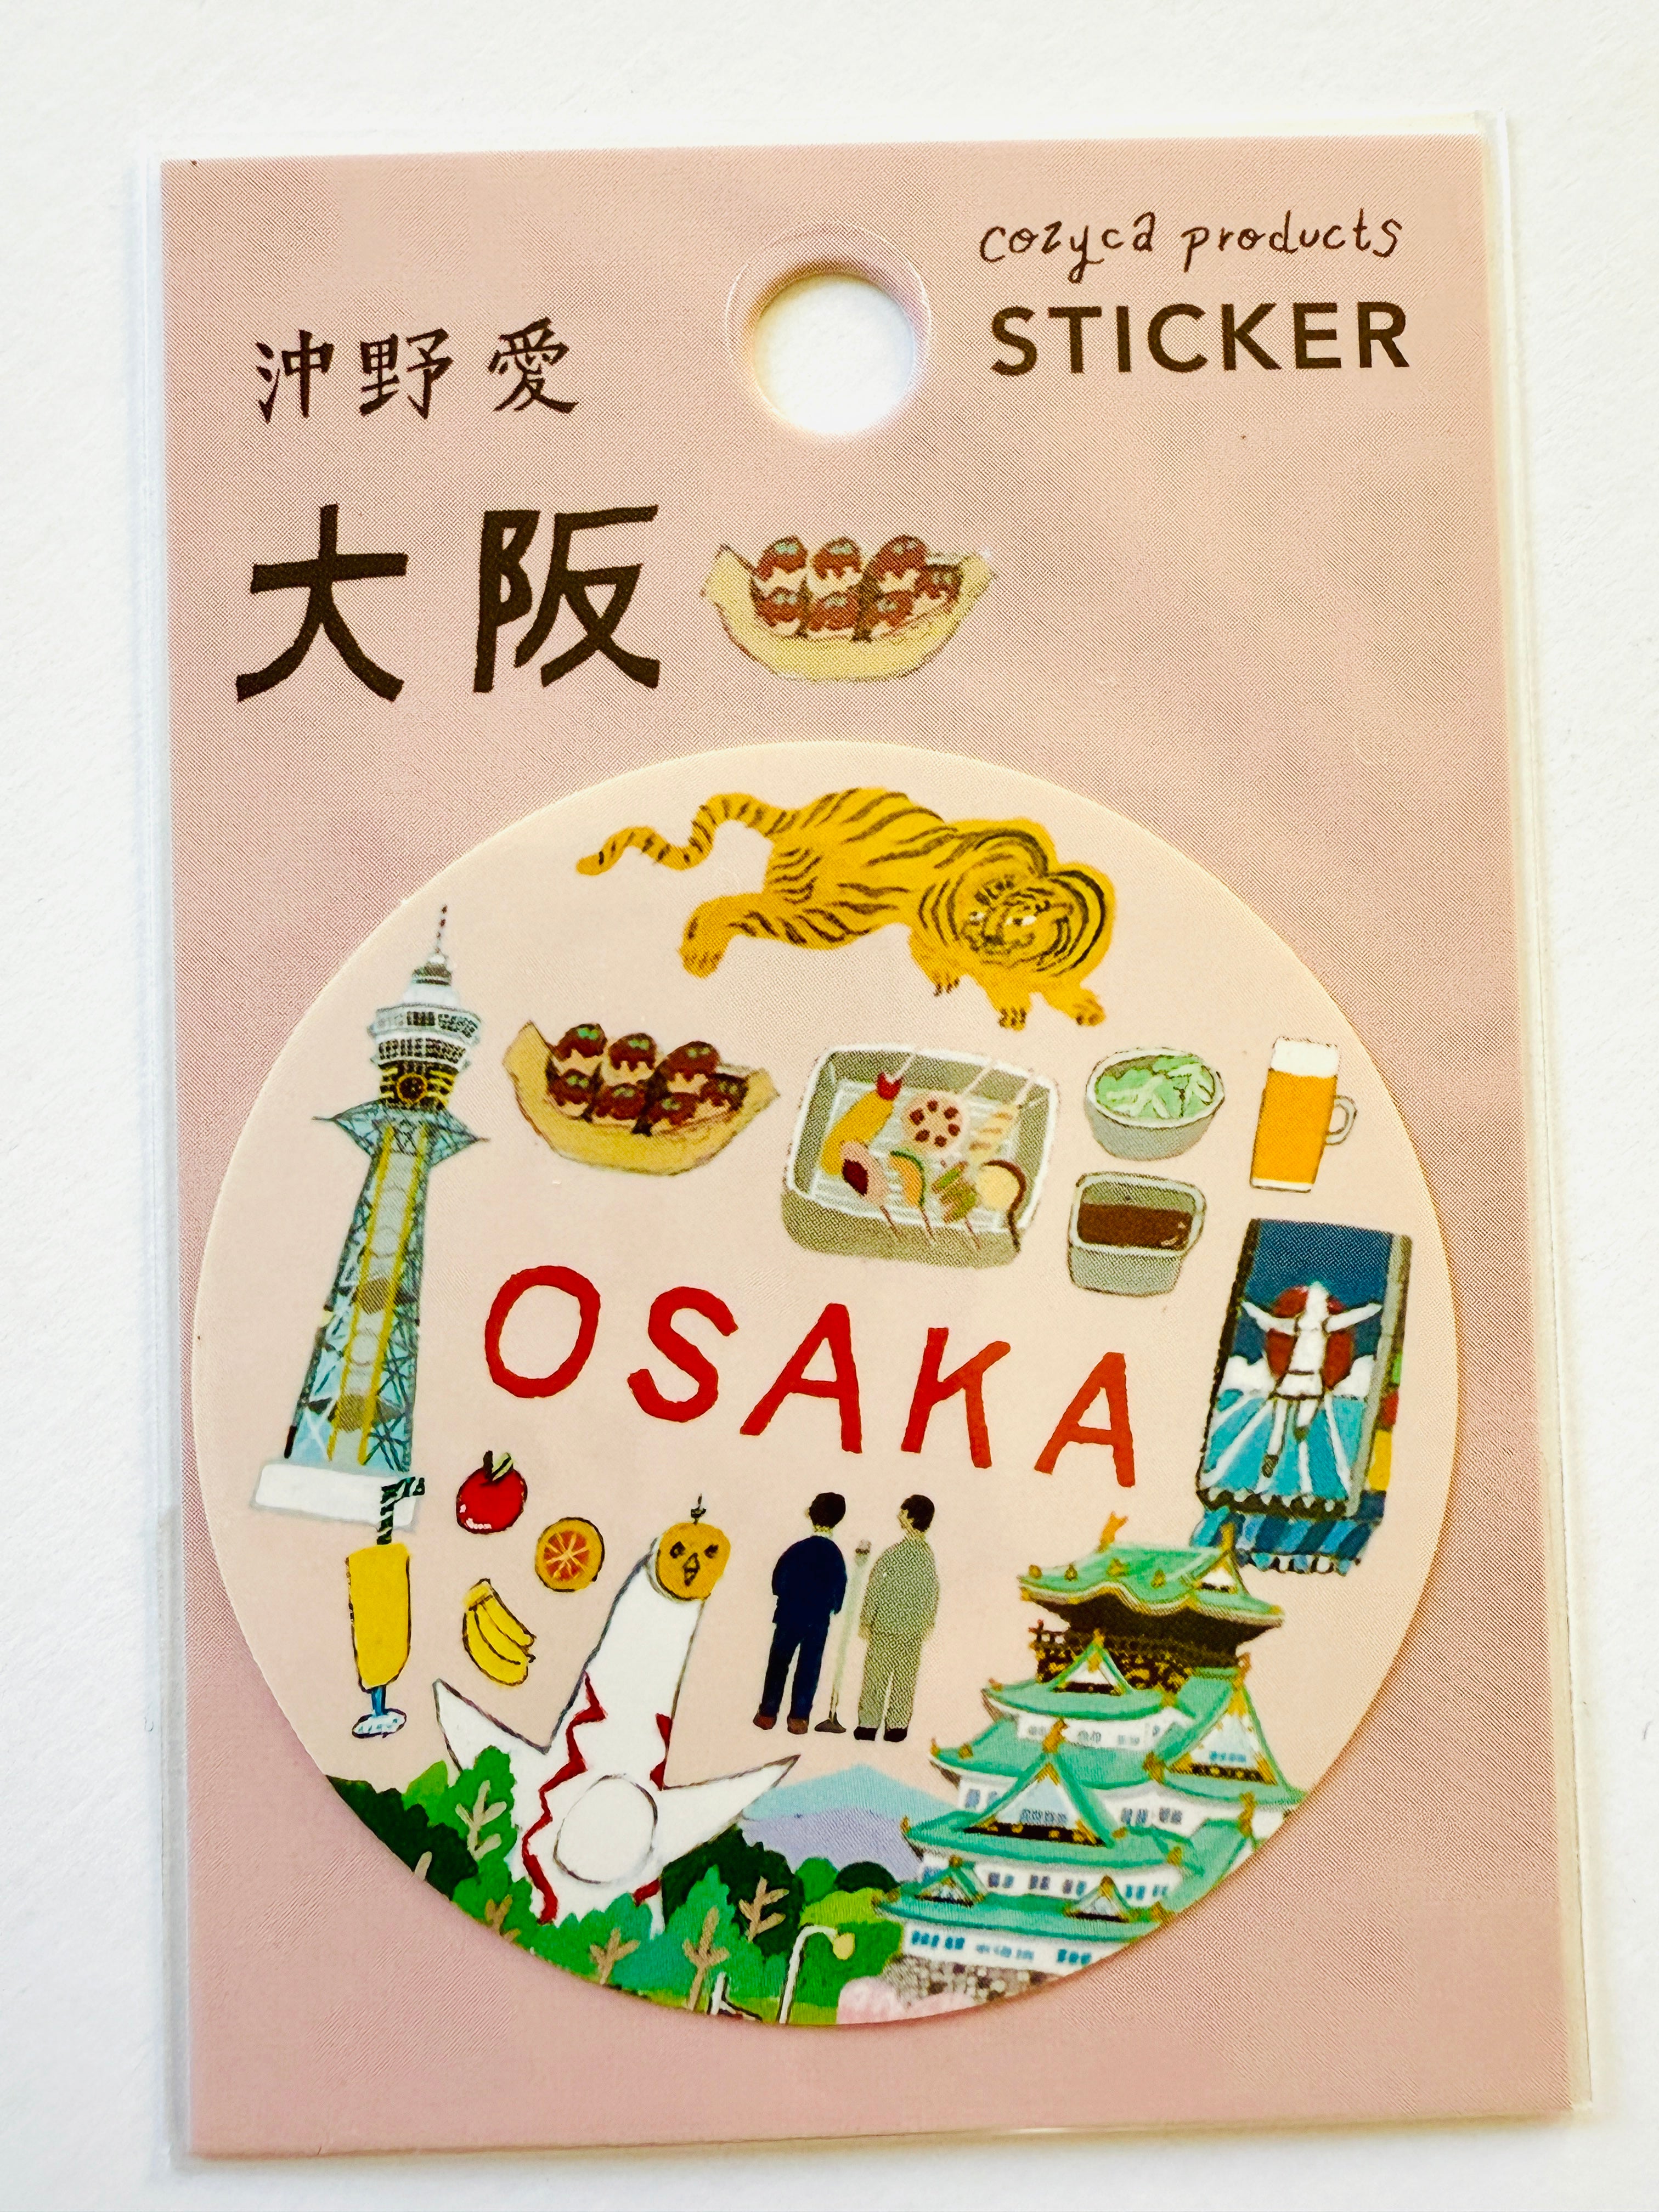 cozyca products
STICKER
沖野 愛
大阪
OSAKA